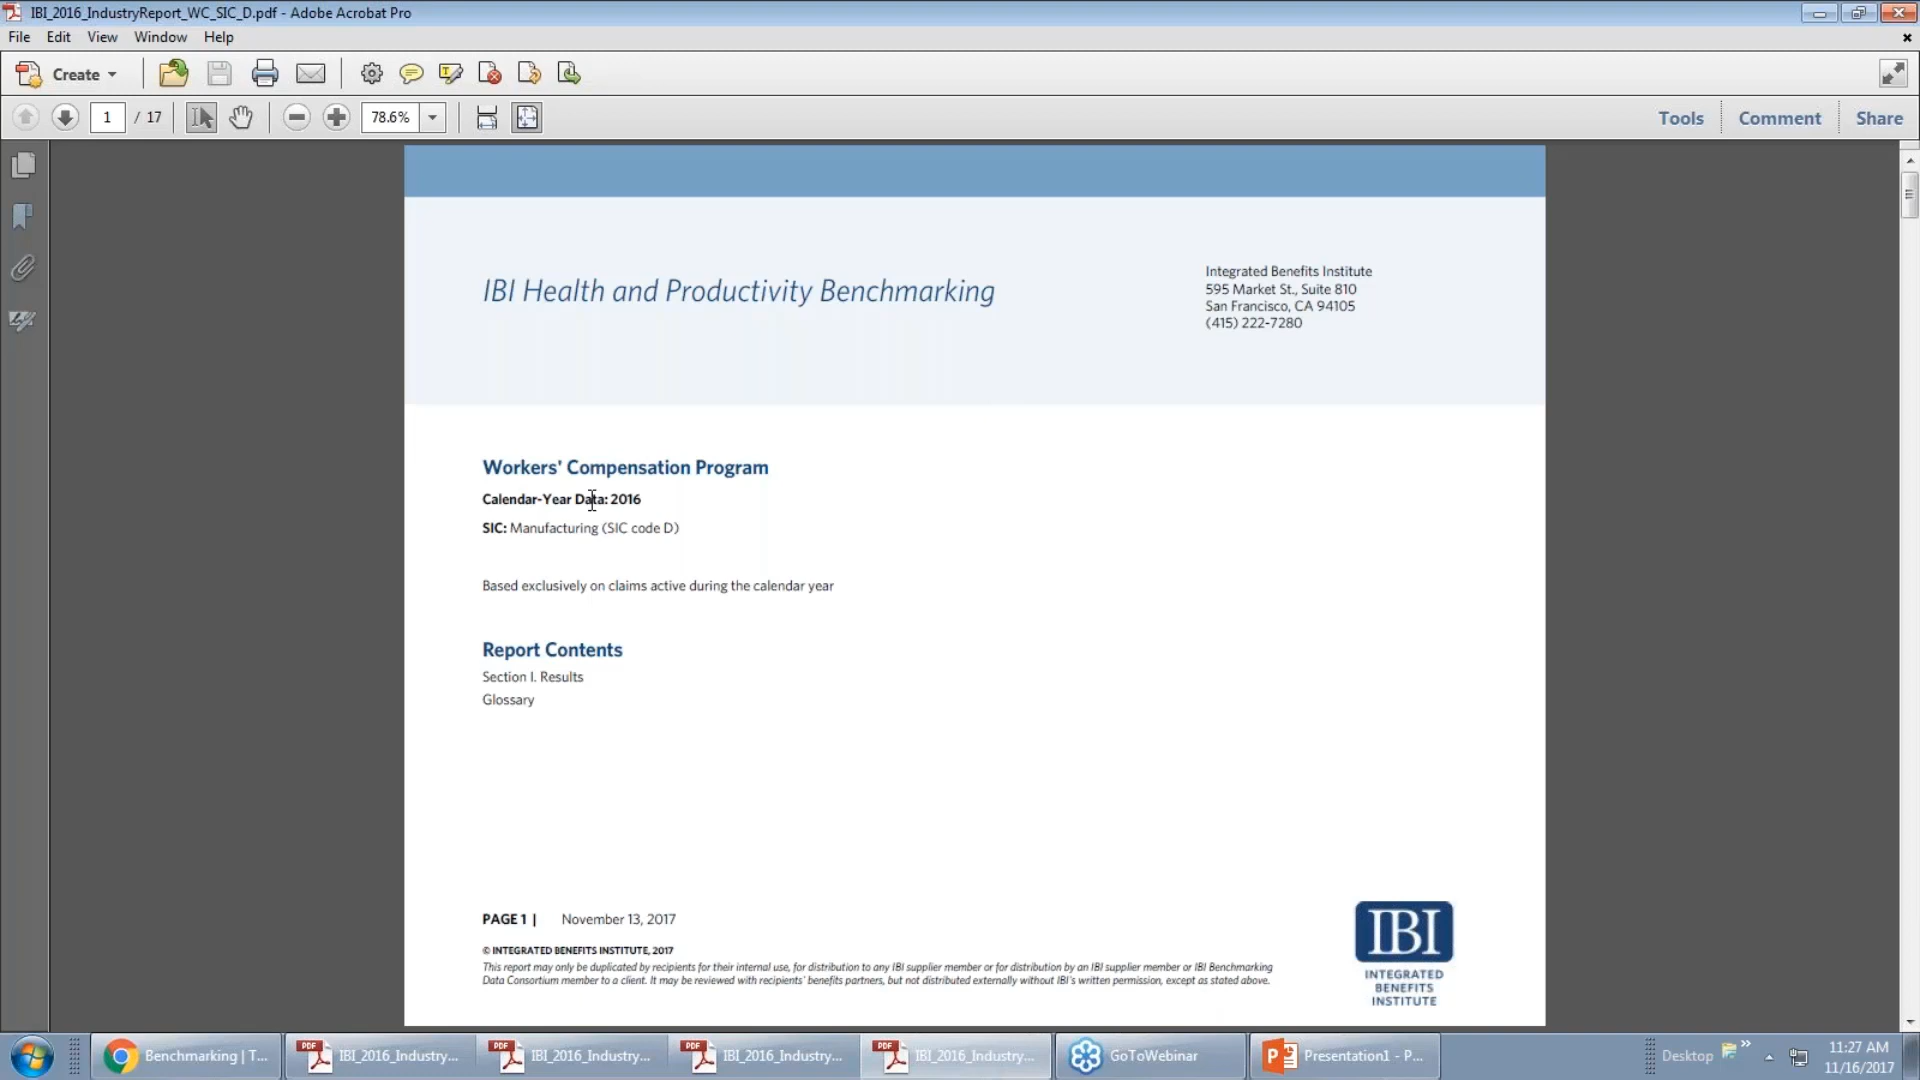 IBI_2016_IndustryReport_WC_SIC_D.pdf - Adobe Acrobat Pro
File Edit View Window Help
Create
1 / 17 78.6% Tools Comment Share
IBI Health and Productivity Benchmarking
Integrated Benefits Institute
595 Market St., Suite 810
San Francisco, CA 94105
(415) 222-7280
Workers' Compensation Program
Calendar-Year Data: 2016
SIC: Manufacturing (SIC code D)
Based exclusively on claims active during the calendar year
Report Contents
Section I. Results
Glossary
PAGE 1 | November 13, 2017
© INTEGRATED BENEFITS INSTITUTE, 2017
This report may only be duplicated by recipients for their internal use, for distribution to any IBI supplier member or for distribution by an IBI supplier member or IBI Benchmarking
Data Consortium member to a client. It may be reviewed with recipients' benefits partners, but not distributed externally without IBI's written permission, except as stated above.
IBI
INTEGRATED
BENEFITS
INSTITUTE
Benchmarking | T... IBI_2016_Industry... IBI_2016_Industry... IBI_2016_Industry... IBI_2016_Industry... GoToWebinar Presentation1 - P... Desktop
11:27 AM
11/16/2017